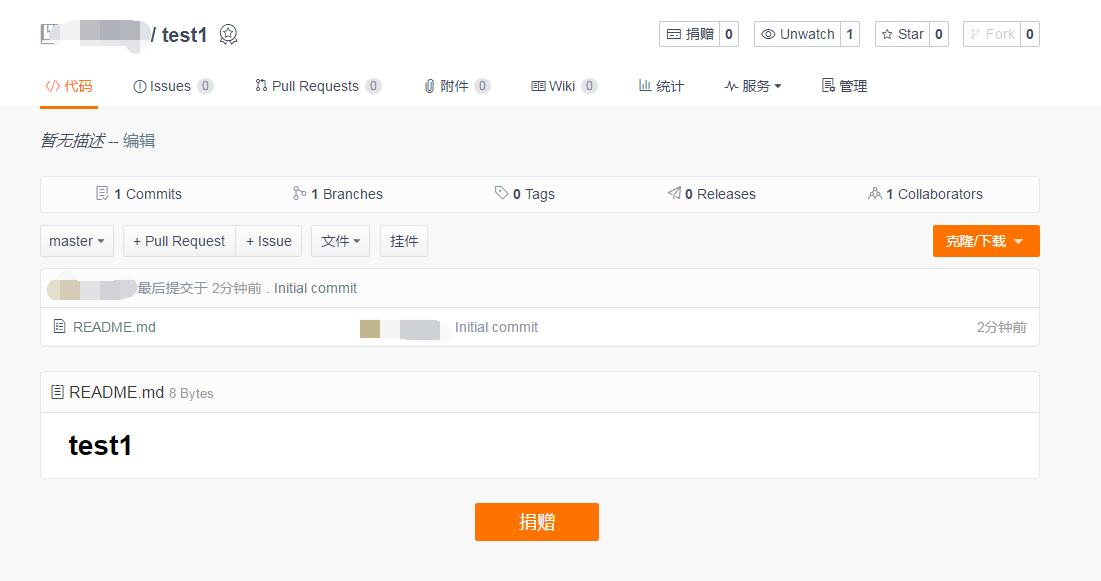 / test1
捐赠 0 Unwatch 1 Star 0 Fork 0
代码 Issues 0 Pull Requests 0 附件 0 Wiki 0 统计 服务 管理
暂无描述 -- 编辑
1 Commits 1 Branches 0 Tags 0 Releases 1 Collaborators
master + Pull Request + Issue 文件 挂件 克隆/下载
最后提交于 2分钟前 . Initial commit
README.md Initial commit 2分钟前
README.md 8 Bytes
test1
捐赠